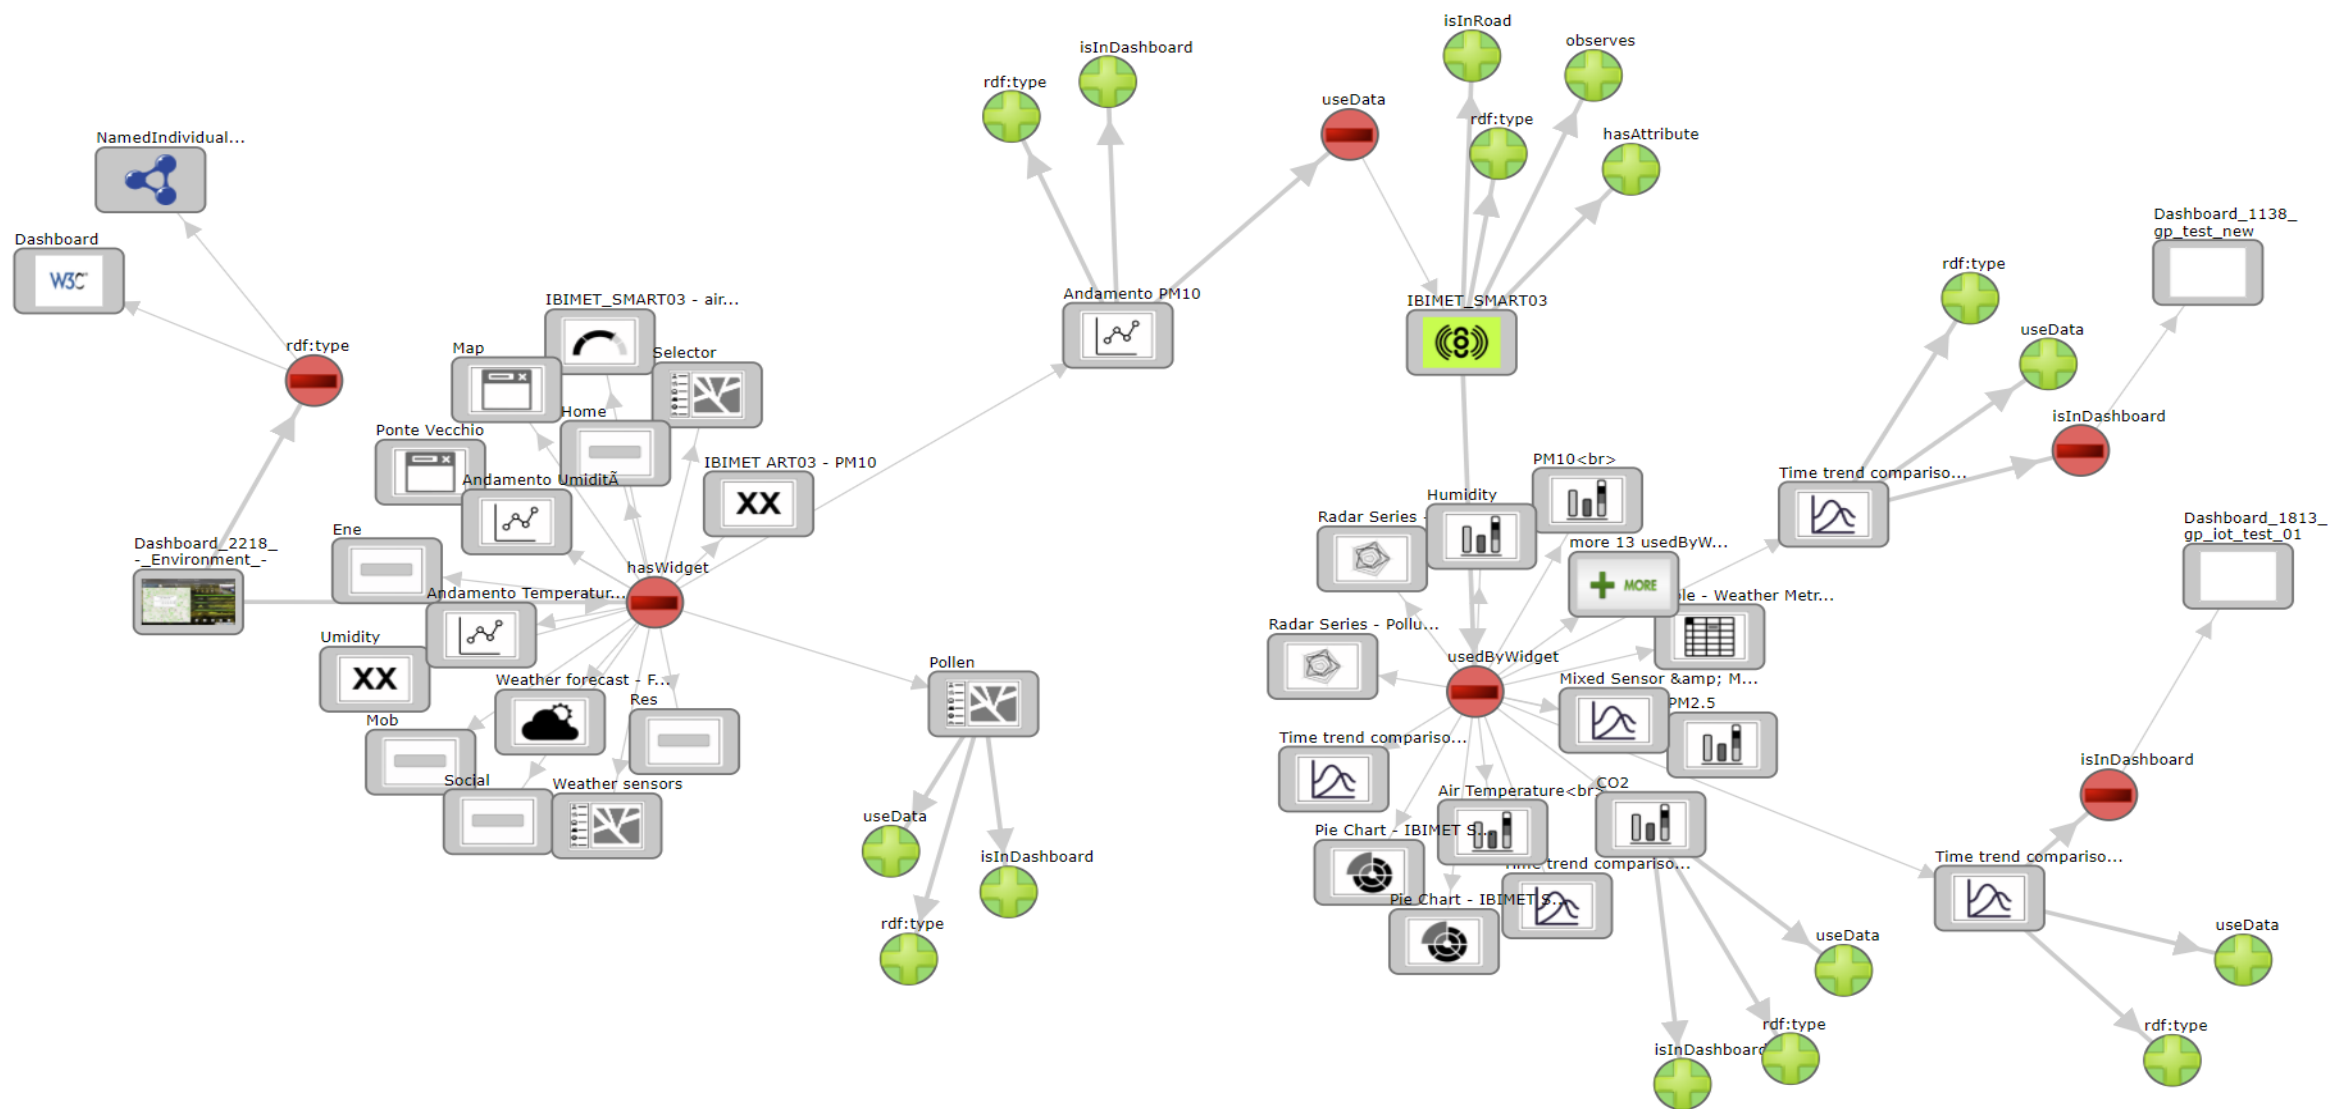 isInRoad
observes
isInDashboard
rdf:type
useData
rdf:type
hasAttribute
NamedIndividual...
Dashboard
W3C
rdf:type
IBIMET_SMART03 - air...
Map
Selector
Home
Ponte Vecchio
Andamento UmiditÃ
IBIMET ART03 - PM10
XX
Ene
Dashboard_2218_
-_Environment_-
hasWidget
Andamento Temperatur...
Umidity
XX
Weather forecast - F...
Res
Mob
Social
Weather sensors
Andamento PM10
IBIMET_SMART03
Pollen
useData
isInDashboard
rdf:type
Dashboard_1138_
gp_test_new
rdf:type
useData
isInDashboard
Time trend compariso...
PM10<br>
Humidity
Radar Series -
more 13 usedByW...
MORE
ble - Weather Metr...
Radar Series - Pollu...
usedByWidget
Mixed Sensor &amp; M...
PM2.5
Time trend compariso...
CO2
Air Temperature<br>
Pie Chart - IBIMET S...
Time trend compariso...
Pie Chart - IBIMET S...
Dashboard_1813_
gp_iot_test_01
isInDashboard
Time trend compariso...
useData
useData
rdf:type
isInDashboard
rdf:type